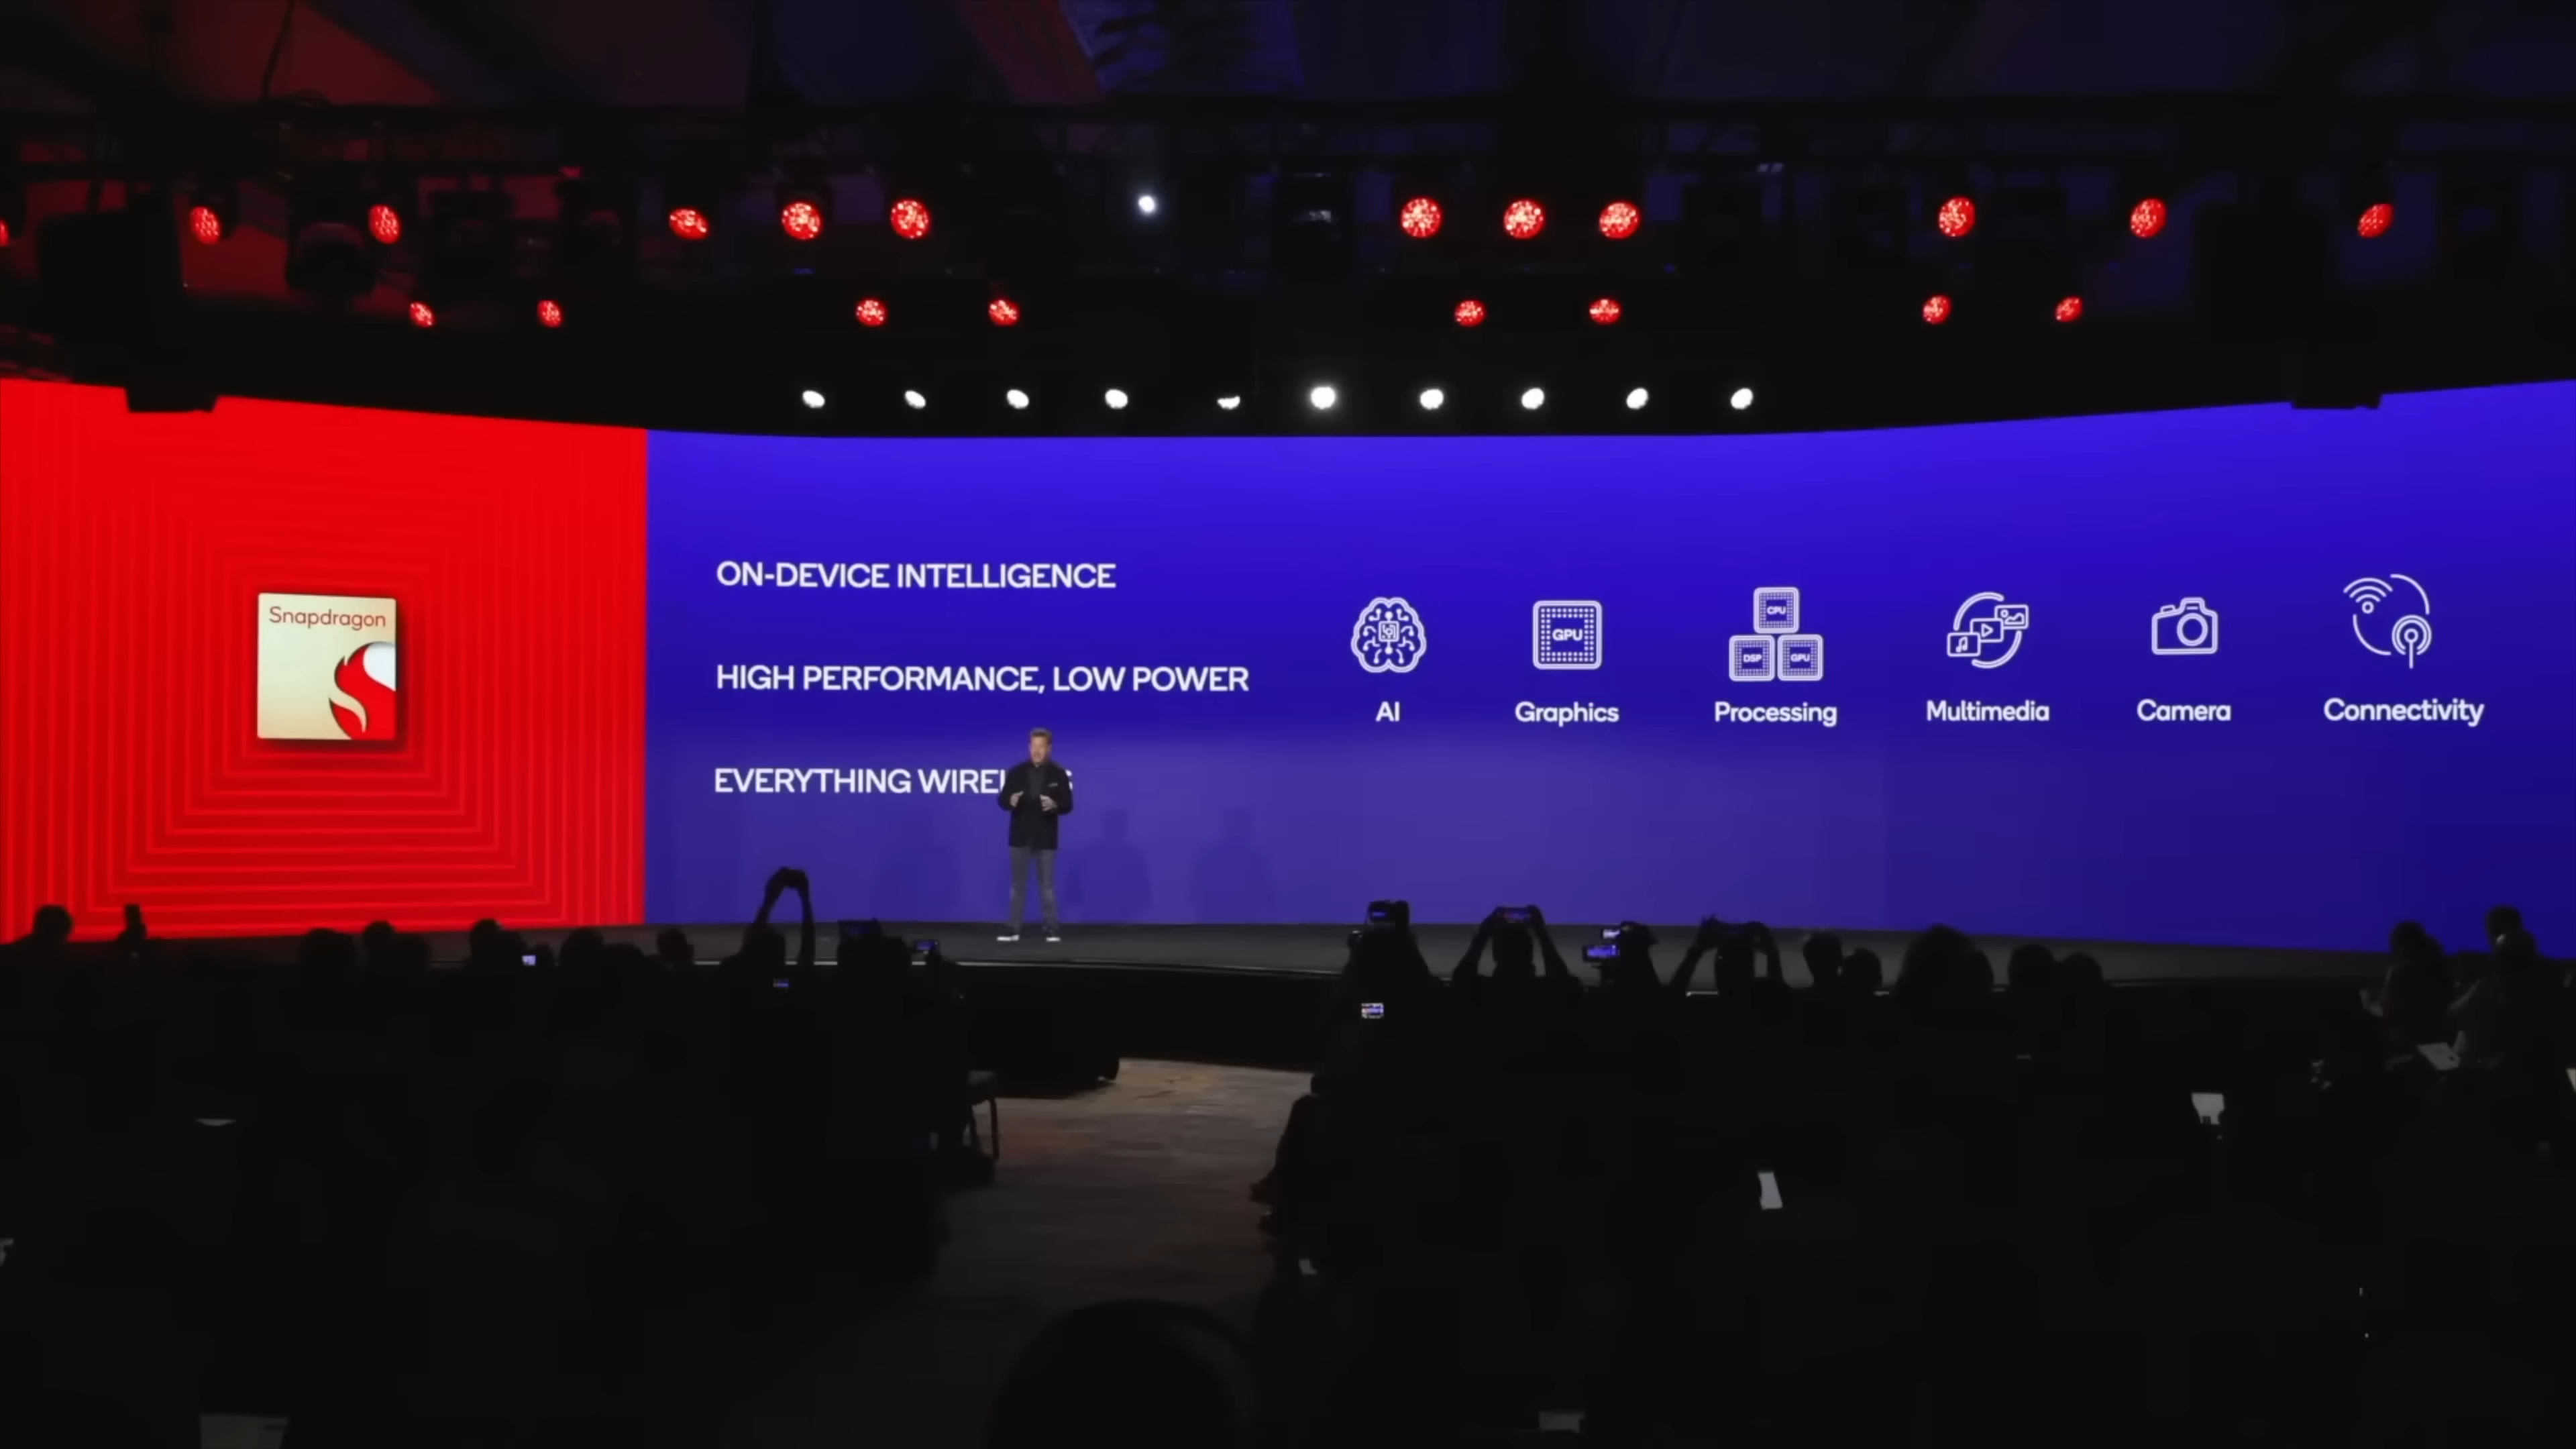 Snapdragon
ON-DEVICE INTELLIGENCE
HIGH PERFORMANCE, LOW POWER
EVERYTHING
AI
GPU
Graphics
CPU
DSP
GPU
Processing
Multimedia
Camera
Connectivity